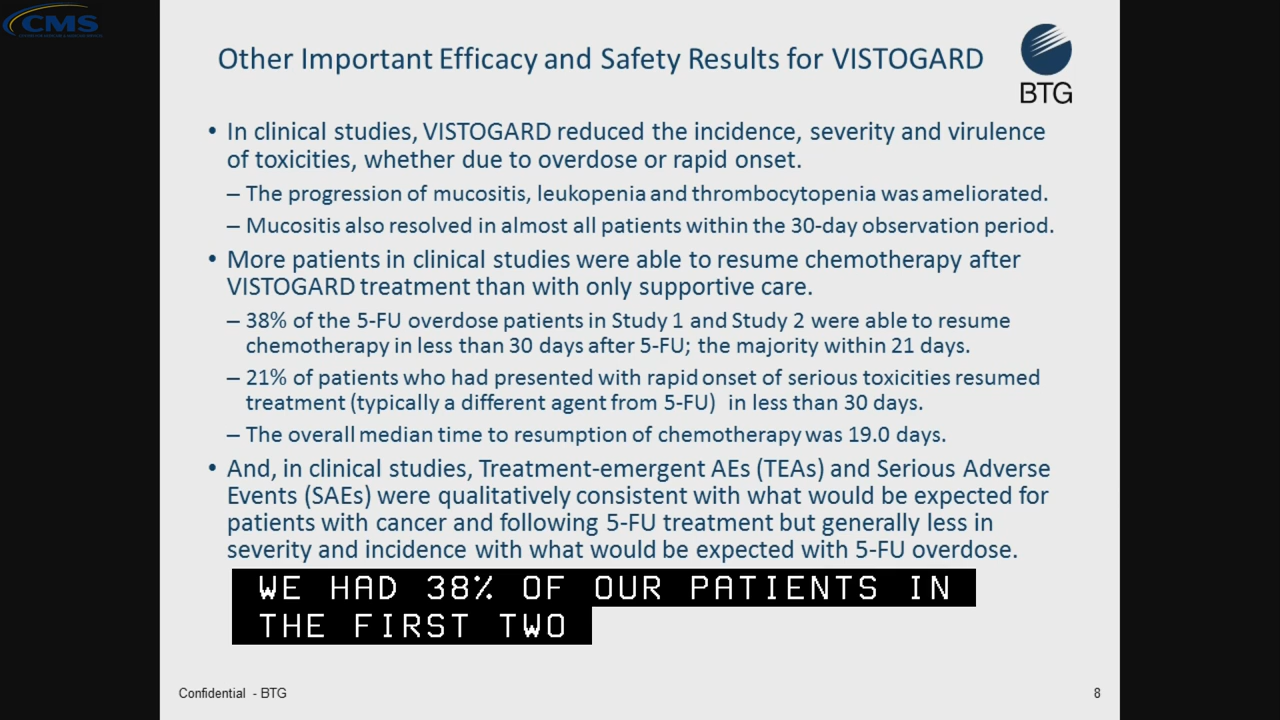 CMS
Other Important Efficacy and Safety Results for VISTOGARD
BTG
• In clinical studies, VISTOGARD reduced the incidence, severity and virulence
of toxicities, whether due to overdose or rapid onset.
– The progression of mucositis, leukopenia and thrombocytopenia was ameliorated.
– Mucositis also resolved in almost all patients within the 30-day observation period.
• More patients in clinical studies were able to resume chemotherapy after
VISTOGARD treatment than with only supportive care.
– 38% of the 5-FU overdose patients in Study 1 and Study 2 were able to resume
chemotherapy in less than 30 days after 5-FU; the majority within 21 days.
– 21% of patients who had presented with rapid onset of serious toxicities resumed
treatment (typically a different agent from 5-FU) in less than 30 days.
– The overall median time to resumption of chemotherapy was 19.0 days.
• And, in clinical studies, Treatment-emergent AEs (TEAs) and Serious Adverse
Events (SAEs) were qualitatively consistent with what would be expected for
patients with cancer and following 5-FU treatment but generally less in
severity and incidence with what would be expected with 5-FU overdose.
WE HAD 38% OF OUR PATIENTS IN
THE FIRST TWO
Confidential - BTG
8